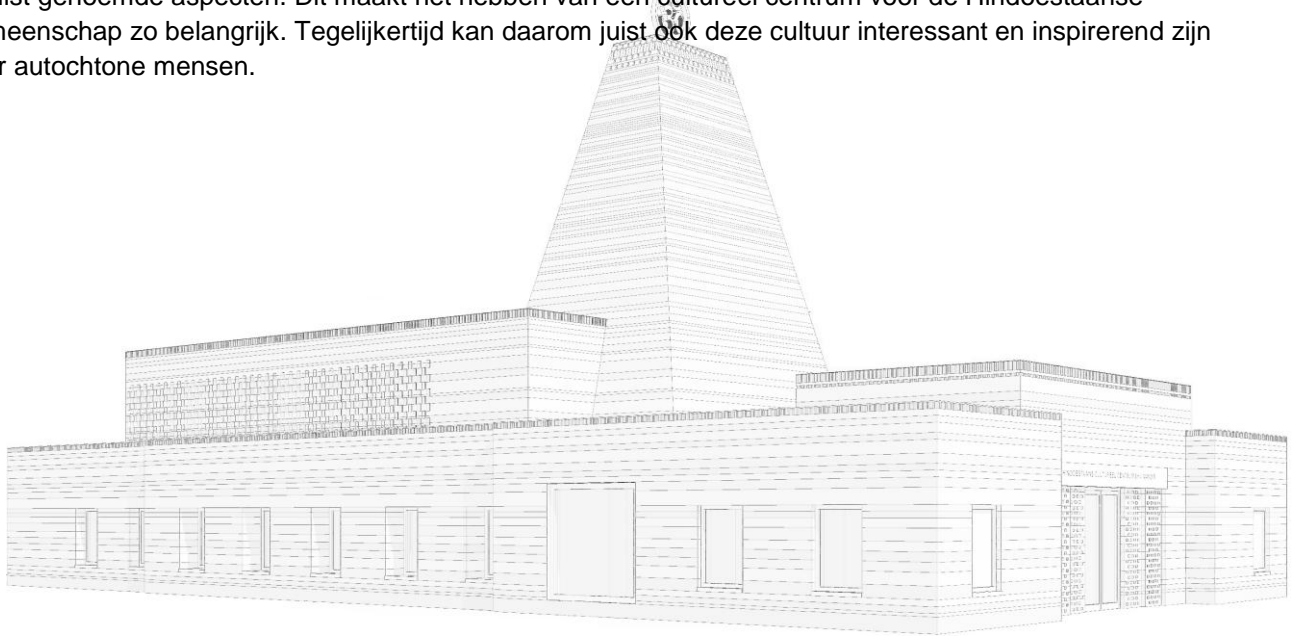 genoemde aspecten. Dit maakt het hebben van een cultureel centrum voor de Hindoestaanse
meenschap zo belangrijk. Tegelijkertijd kan daarom juist ook deze cultuur interessant en inspirerend zijn
r autochtone mensen.